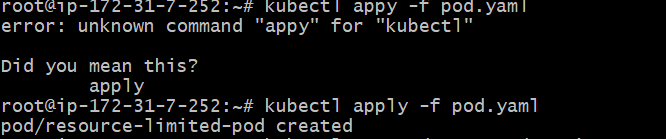 root@ip-172-31-7-252:~# kubectl appy -f pod.yaml
error: unknown command "appy" for "kubectl"
Did you mean this?
apply
root@ip-172-31-7-252:~# kubectl apply -f pod.yaml
pod/resource-limited-pod created